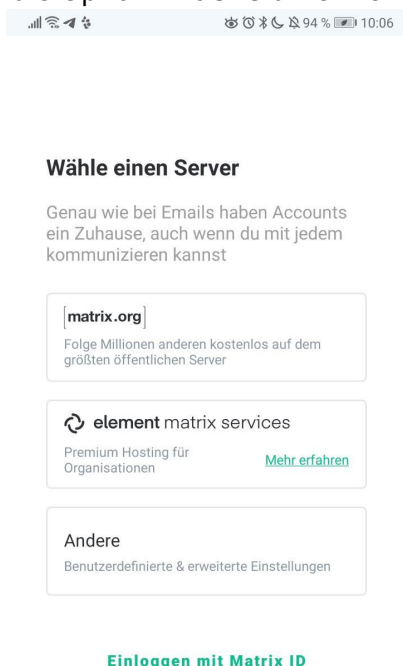 94 % 10:06
Wähle einen Server
Genau wie bei Emails haben Accounts
ein Zuhause, auch wenn du mit jedem
kommunizieren kannst
[matrix.org]
Folge Millionen anderen kostenlos auf dem
größten öffentlichen Server
element matrix services
Premium Hosting für
Organisationen
Mehr erfahren
Andere
Benutzerdefinierte & erweiterte Einstellungen
Einloggen mit Matrix ID